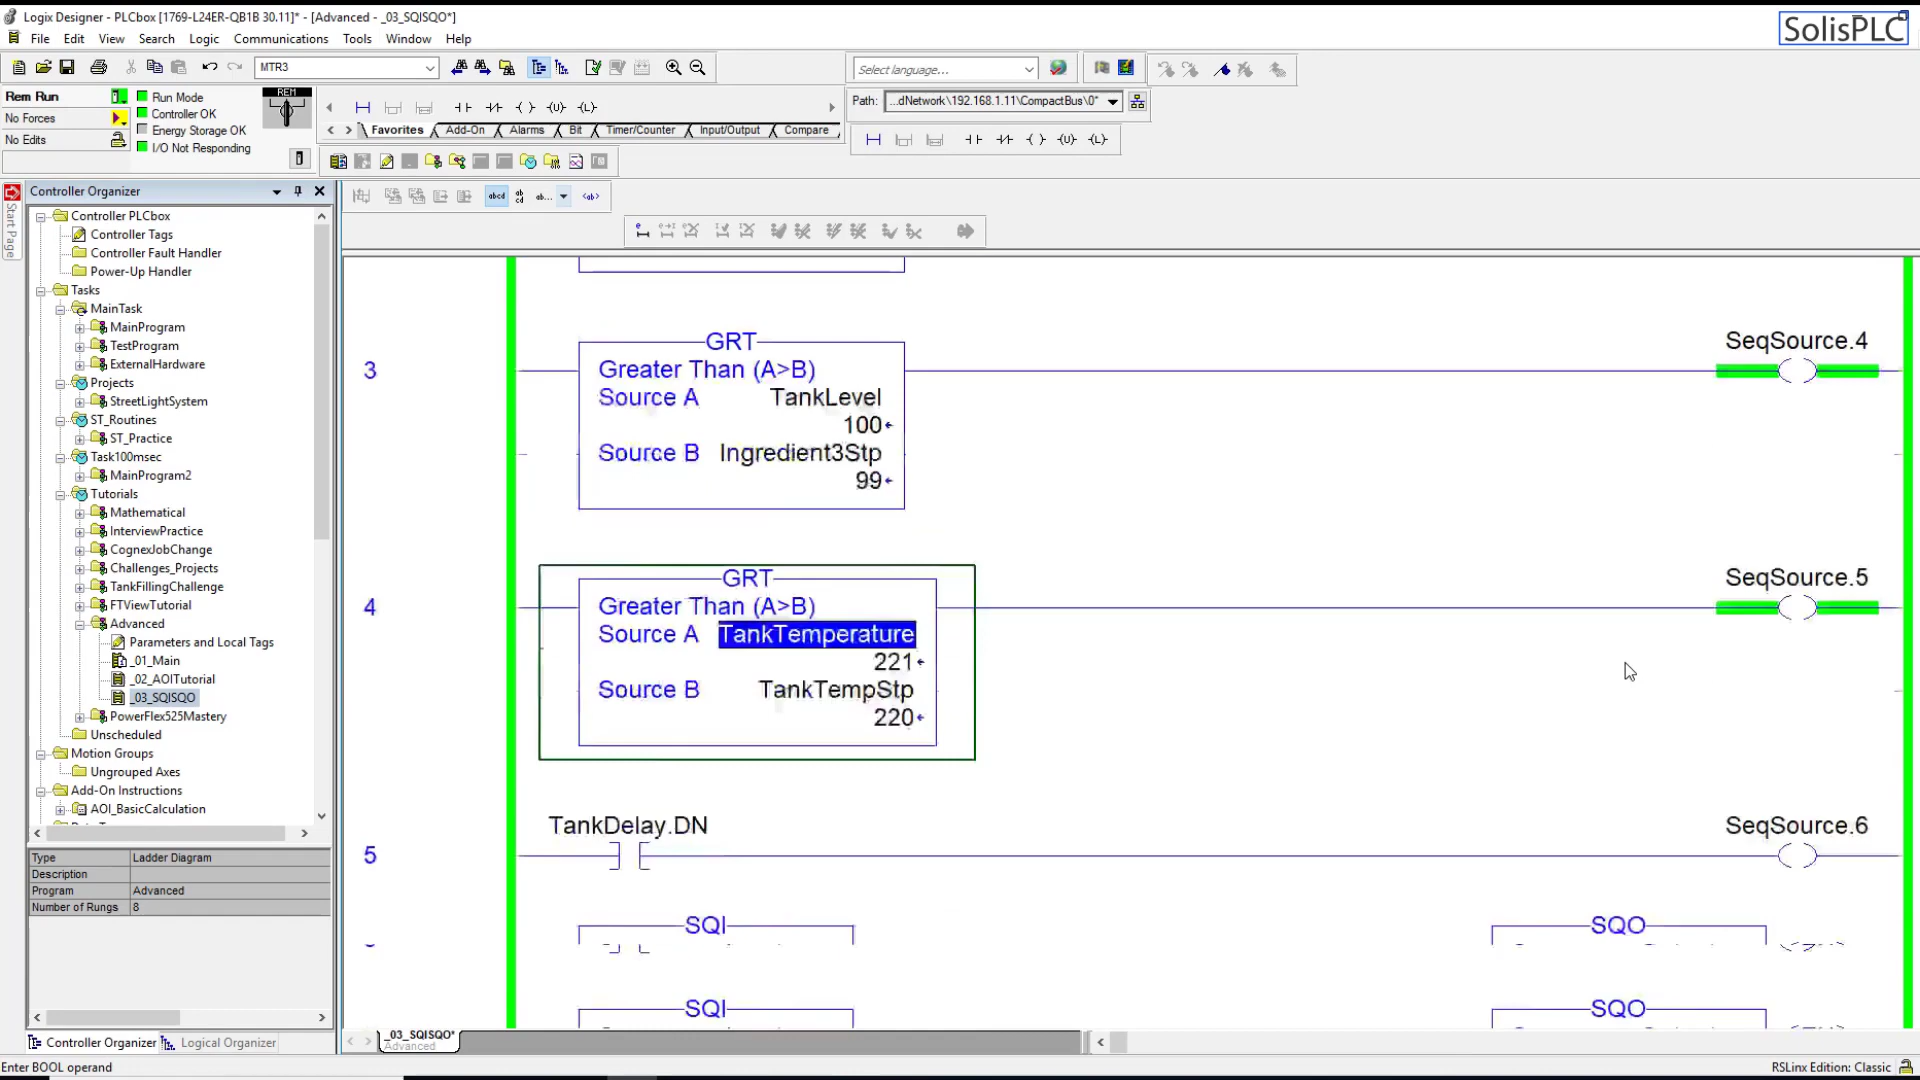 Logix Designer - PLCbox [1769-L24ER-QB1B 30.11]* - [Advanced - _03_SQISQO*]
SolisPLC
File Edit View Search Logic Communications Tools Window Help
MTR3
Select language...
Rem Run
No Forces
No Edits
Run Mode
Controller OK
Energy Storage OK
I/O Not Responding
REM
Path: ...dNetwork\192.168.1.11\CompactBus\0*
Favorites Add-On Alarms Bit Timer/Counter Input/Output Compare
Start Page
Controller Organizer
Controller PLCbox
Controller Tags
Controller Fault Handler
Power-Up Handler
Tasks
MainTask
MainProgram
TestProgram
ExternalHardware
Projects
StreetLightSystem
ST_Routines
ST_Practice
Task100msec
MainProgram2
Tutorials
Mathematical
InterviewPractice
CognexJobChange
Challenges_Projects
TankFillingChallenge
FTViewTutorial
Advanced
Parameters and Local Tags
_01_Main
_02_AOITutorial
_03_SQISQO
PowerFlex525Mastery
Unscheduled
Motion Groups
Ungrouped Axes
Add-On Instructions
AOI_BasicCalculation
Type Ladder Diagram
Description
Program Advanced
Number of Rungs 8
Controller Organizer Logical Organizer
3
GRT
Greater Than (A>B)
Source A TankLevel
100
Source B Ingredient3Stp
99
SeqSource.4
4
GRT
Greater Than (A>B)
Source A TankTemperature
221
Source B TankTempStp
220
SeqSource.5
5
TankDelay.DN
SeqSource.6
SQI
SQO
SQI
SQO
_03_SQISQO*
Advanced
Enter BOOL operand
RSLinx Edition: Classic